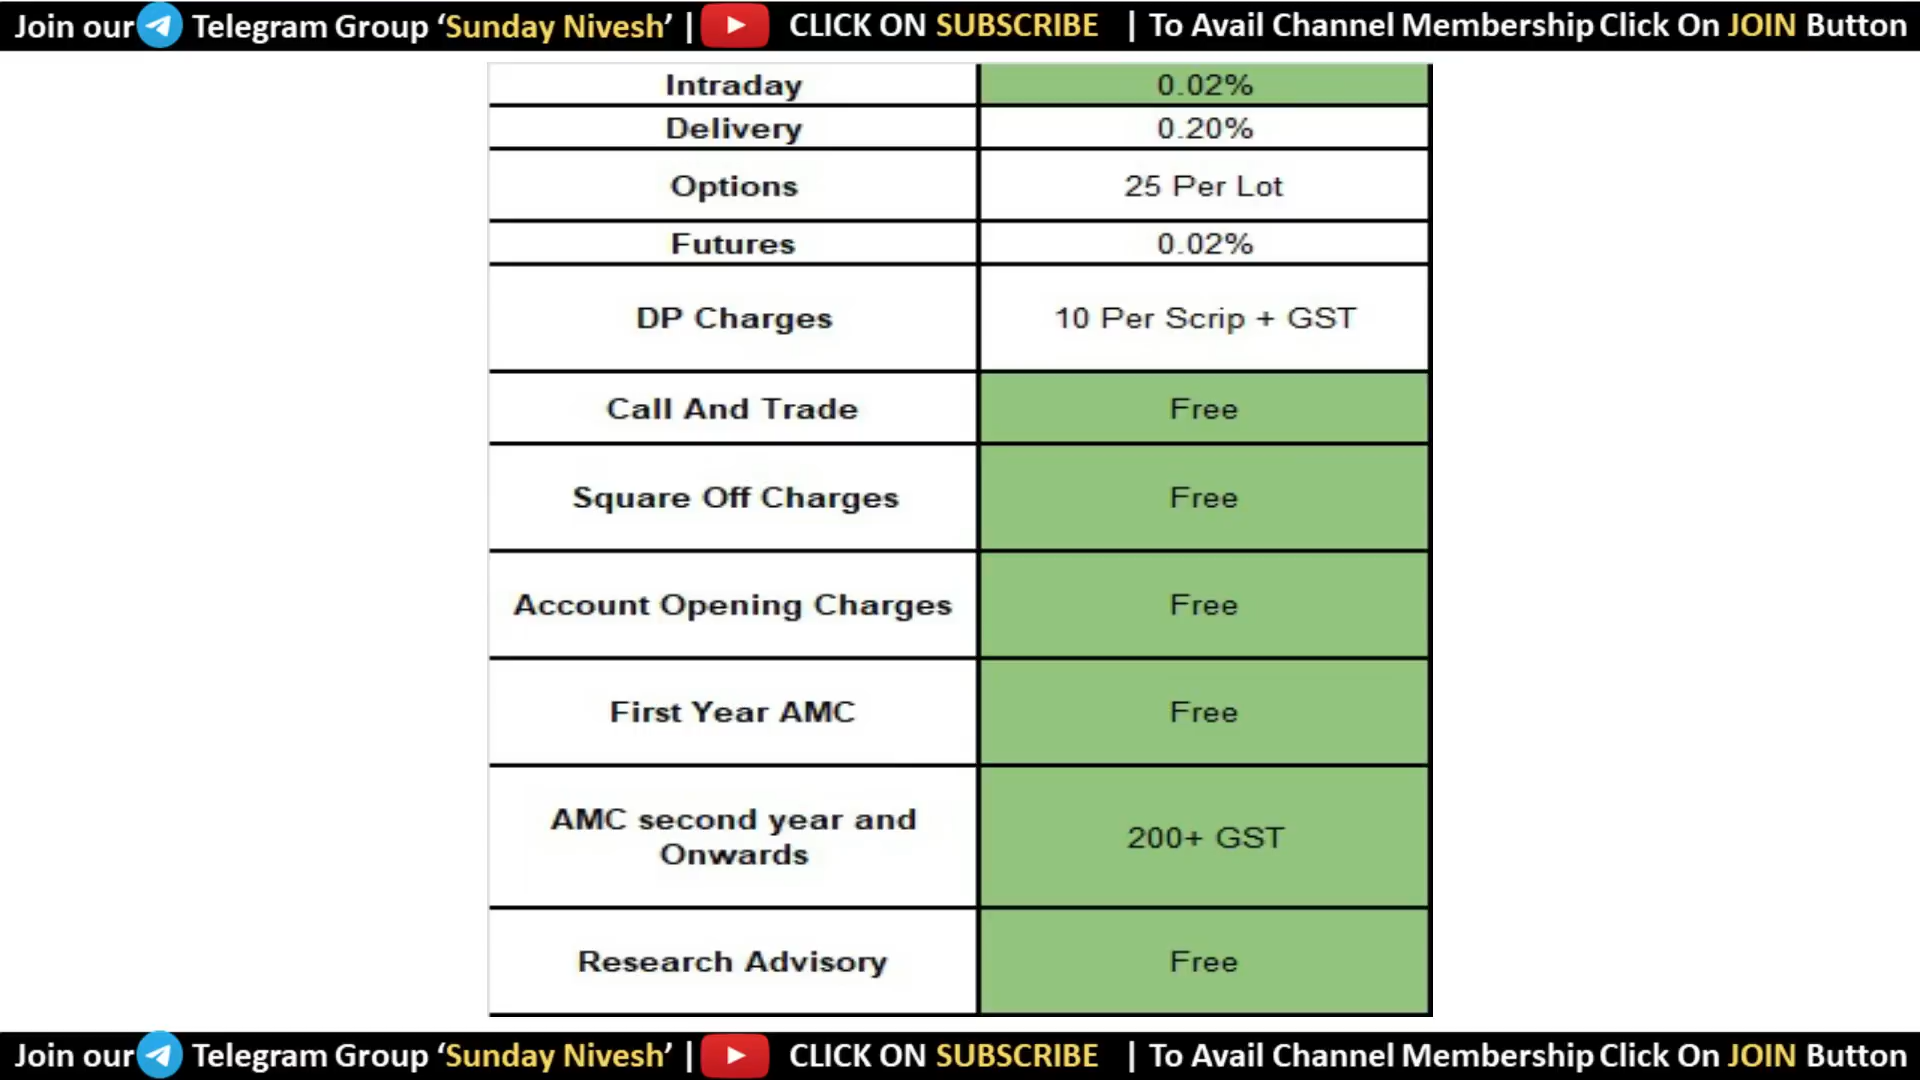 Join our Telegram Group ‘Sunday Nivesh’ | CLICK ON SUBSCRIBE | To Avail Channel Membership Click On JOIN Button
Intraday 0.02%
Delivery 0.20%
Options 25 Per Lot
Futures 0.02%
DP Charges 10 Per Scrip + GST
Call And Trade Free
Square Off Charges Free
Account Opening Charges Free
First Year AMC Free
AMC second year and
Onwards 200+ GST
Research Advisory Free
Join our Telegram Group ‘Sunday Nivesh’ | CLICK ON SUBSCRIBE | To Avail Channel Membership Click On JOIN Button